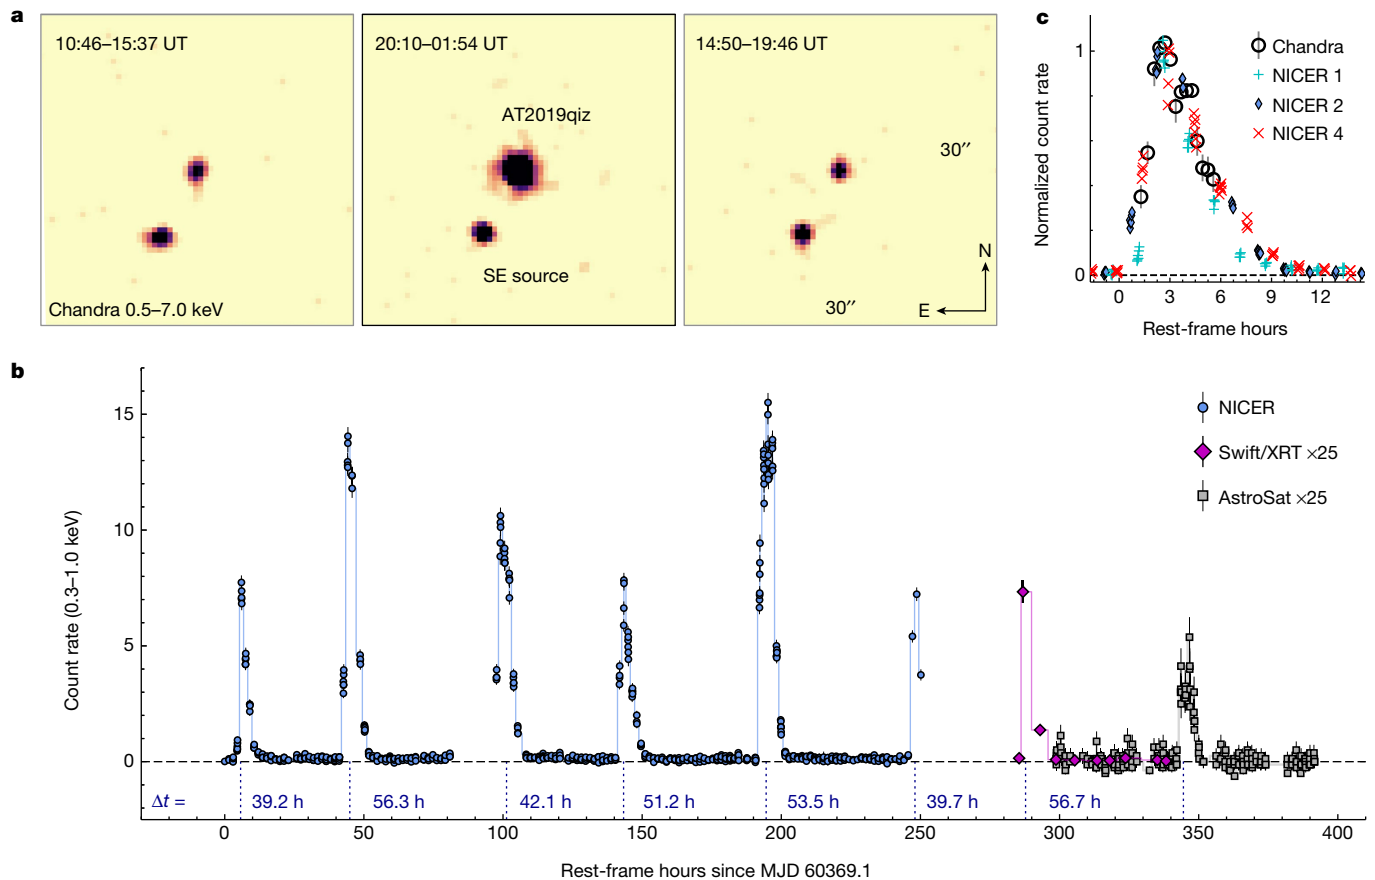 a
10:46–15:37 UT
Chandra 0.5–7.0 keV
20:10–01:54 UT
AT2019qiz
SE source
14:50–19:46 UT
30′′
N
E
30′′
c
Normalized count rate
1
0
Chandra
NICER 1
NICER 2
NICER 4
0 3 6 9 12
Rest-frame hours
b
Count rate (0.3–1.0 keV)
15
10
5
0
NICER
Swift/XRT ×25
AstroSat ×25
Δt = 39.2 h 56.3 h 42.1 h 51.2 h 53.5 h 39.7 h 56.7 h
0 50 100 150 200 250 300 350 400
Rest-frame hours since MJD 60369.1